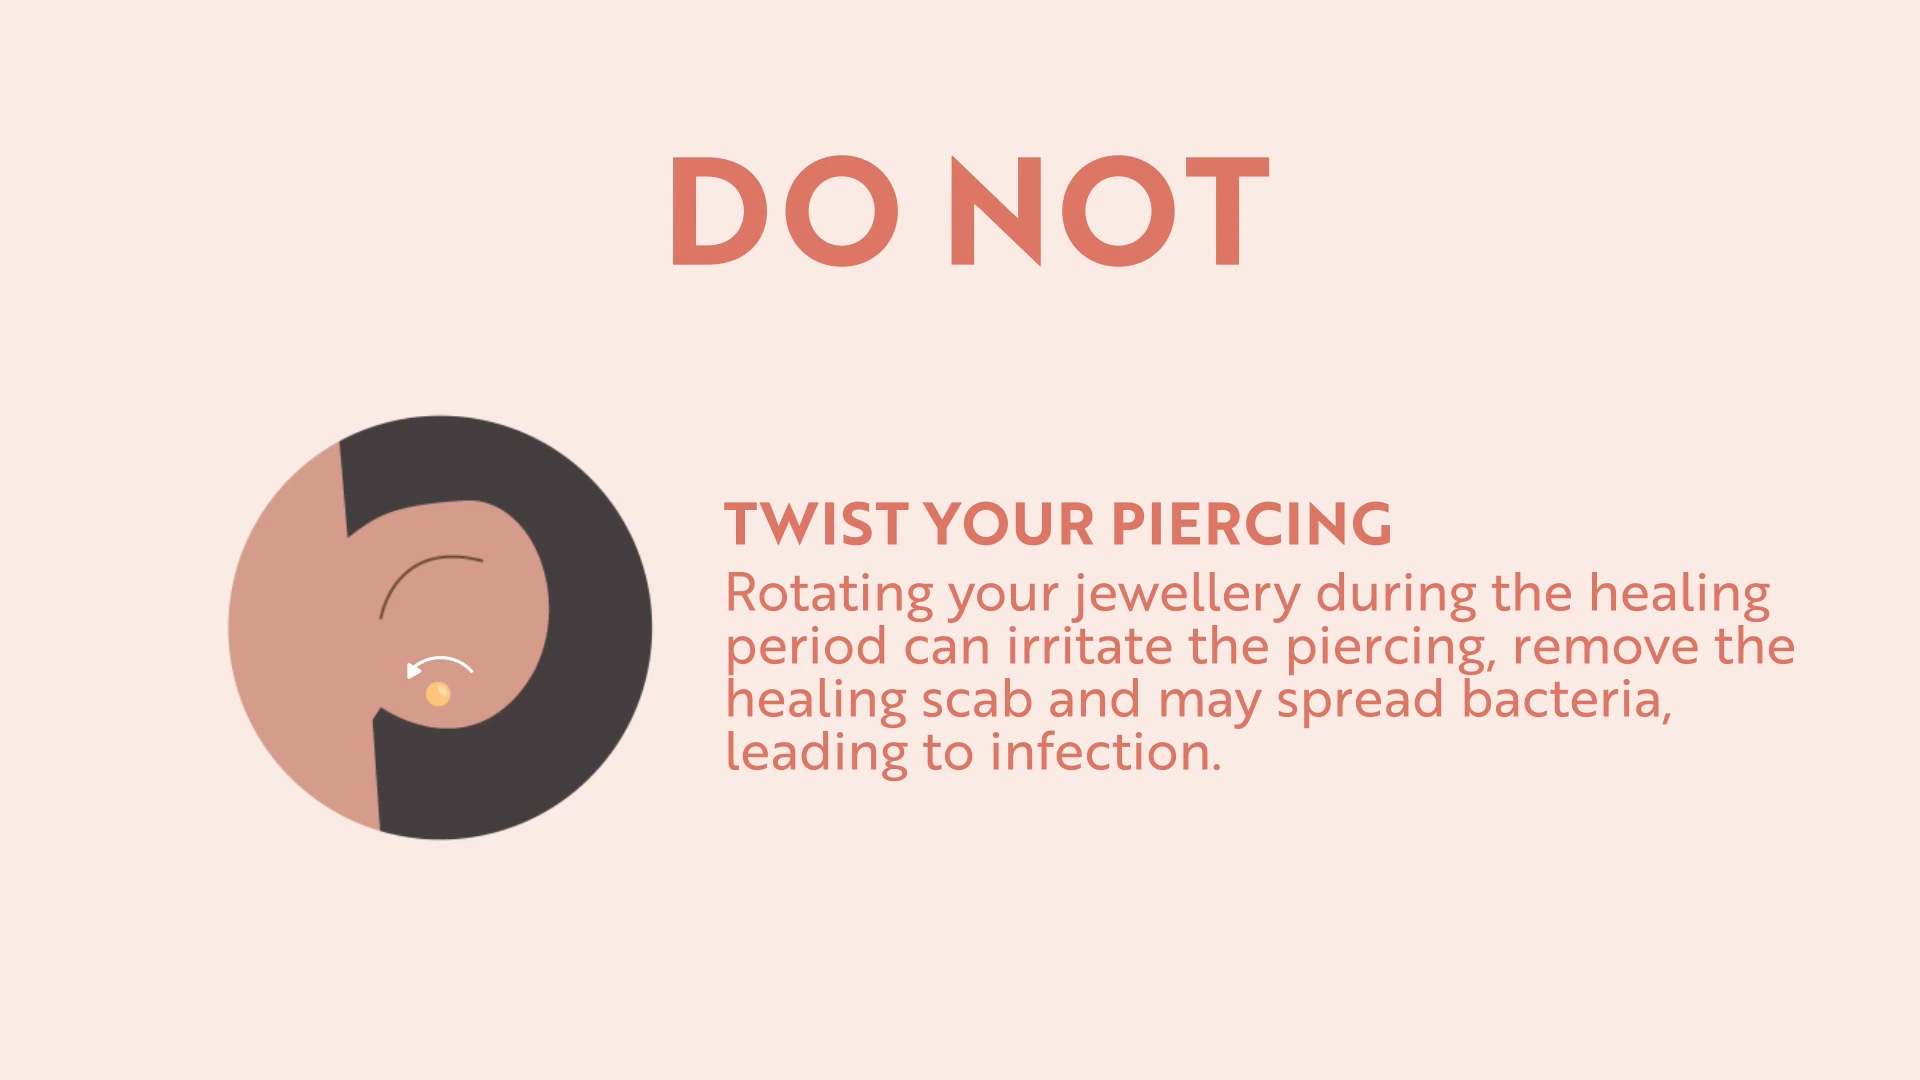 DO NOT
TWIST YOUR PIERCING
Rotating your jewellery during the healing
period can irritate the piercing, remove the
healing scab and may spread bacteria,
leading to infection.